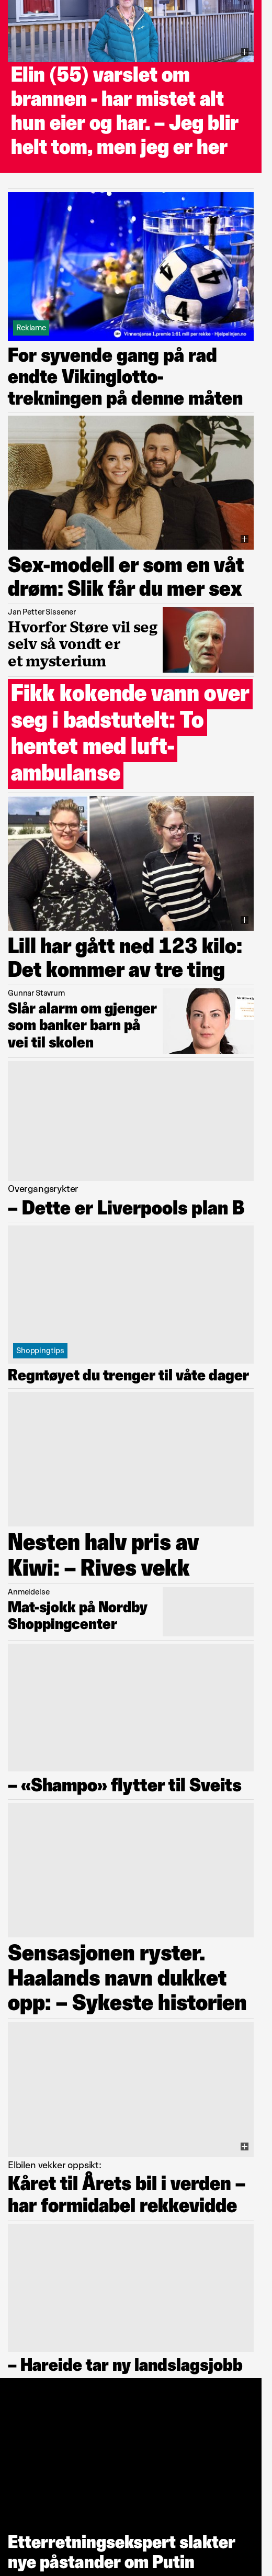 Elin (55) varslet om
brannen - har mistet alt
hun eier og har. – Jeg blir
helt tom, men jeg er her
Reklame
Vinnersjanse 1.premie 1:61 mill per rekke - Hjelpelinjen.no
For syvende gang på rad
endte Vikinglotto-
trekningen på denne måten
Sex-modell er som en våt
drøm: Slik får du mer sex
Jan Petter Sissener
Hvorfor Støre vil seg
selv så vondt er
et mysterium
Fikk kokende vann over
seg i badstutelt: To
hentet med luft-
ambulanse
Lill har gått ned 123 kilo:
Det kommer av tre ting
Gunnar Stavrum
Slår alarm om gjenger
som banker barn på
vei til skolen
Overgangsrykter
– Dette er Liverpools plan B
Shoppingtips
Regntøyet du trenger til våte dager
Nesten halv pris av
Kiwi: – Rives vekk
Anmeldelse
Mat-sjokk på Nordby
Shoppingcenter
– «Shampo» flytter til Sveits
Sensasjonen ryster.
Haalands navn dukket
opp: – Sykeste historien
Elbilen vekker oppsikt:
Kåret til Årets bil i verden –
har formidabel rekkevidde
– Hareide tar ny landslagsjobb
Etterretningsekspert slakter
nye påstander om Putin